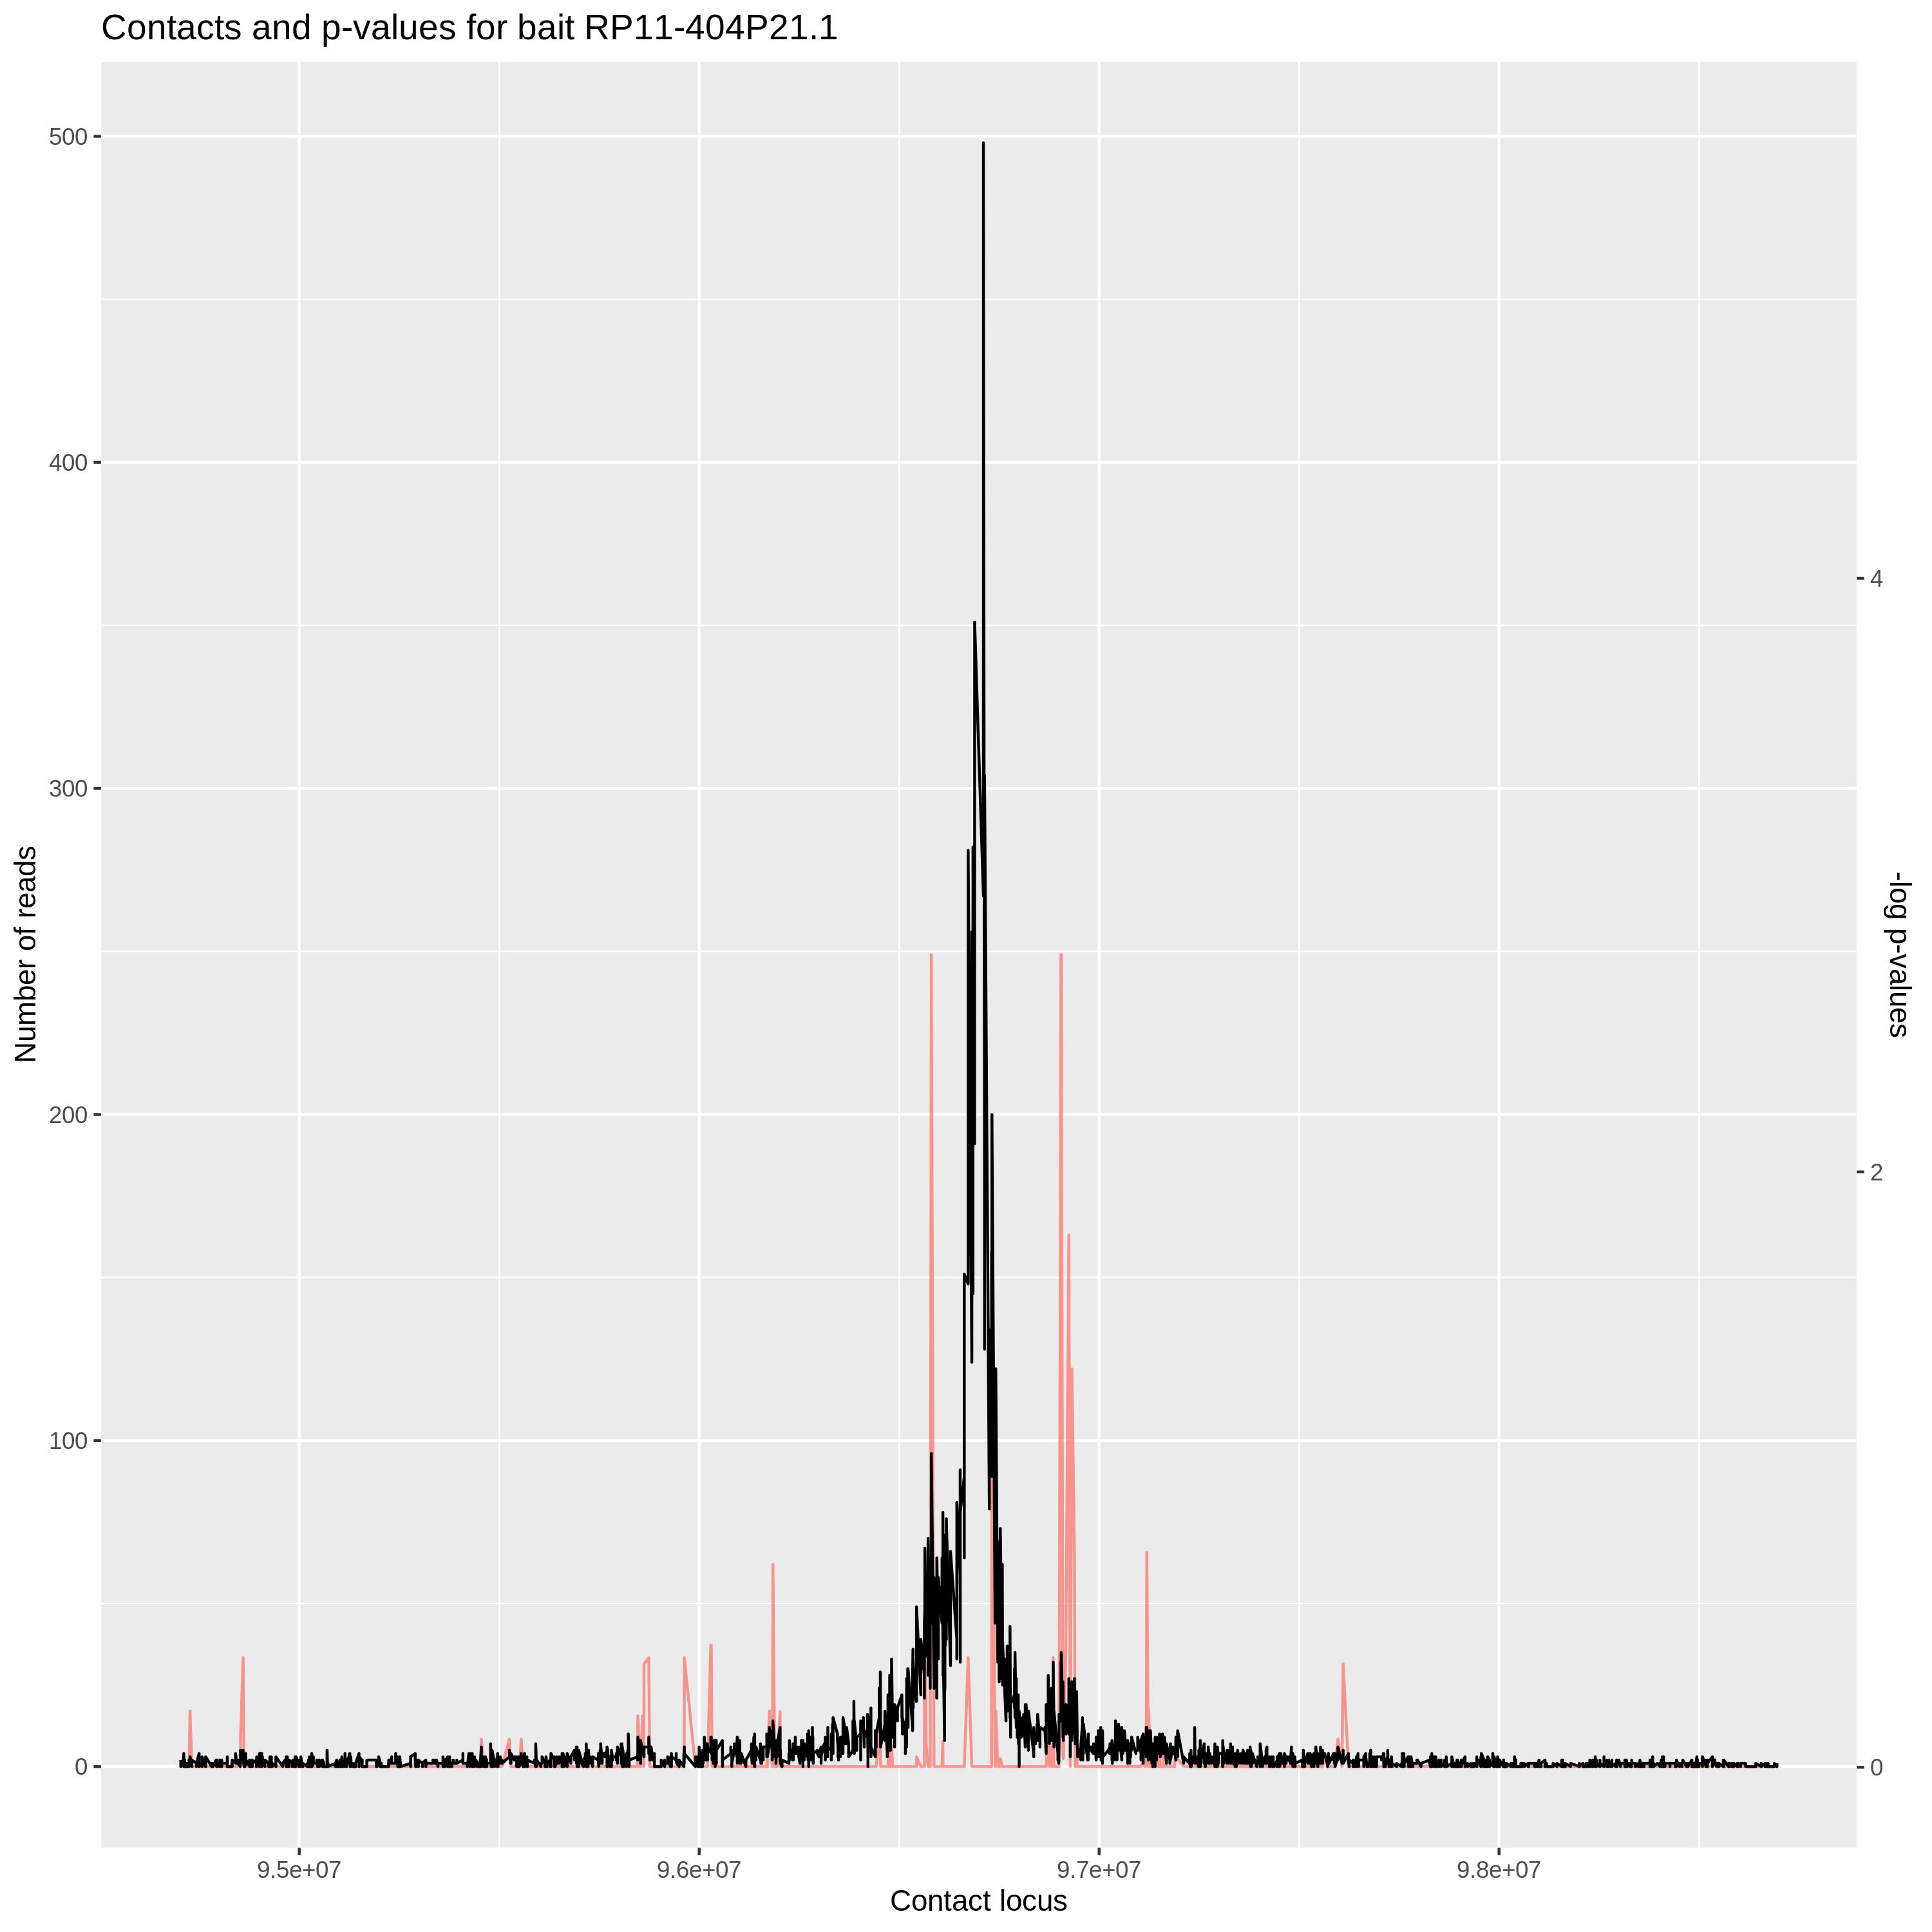 Contacts and p-values for bait RP11-404P21.1
500
400
300
200
100
0
Number of reads
4
2
0
-log p-values
9.5e+07
9.6e+07
9.7e+07
9.8e+07
Contact locus